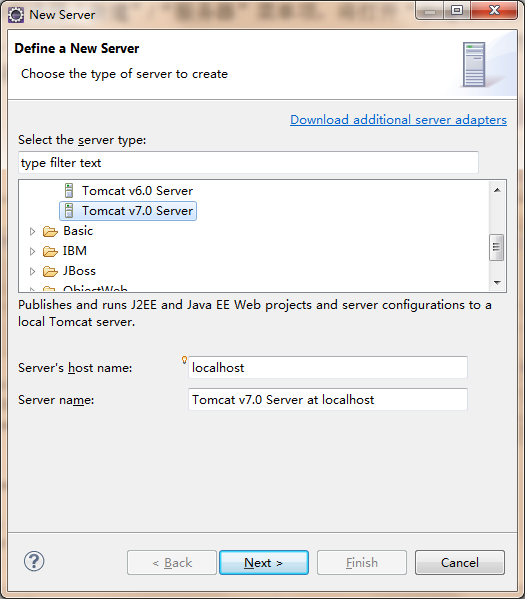 New Server
Define a New Server
Choose the type of server to create
Download additional server adapters
Select the server type:
type filter text
Tomcat v6.0 Server
Tomcat v7.0 Server
Basic
IBM
JBoss
ObjectWeb
Publishes and runs J2EE and Java EE Web projects and server configurations to a
local Tomcat server.
Server's host name:
localhost
Server name:
Tomcat v7.0 Server at localhost
?
< Back
Next >
Finish
Cancel